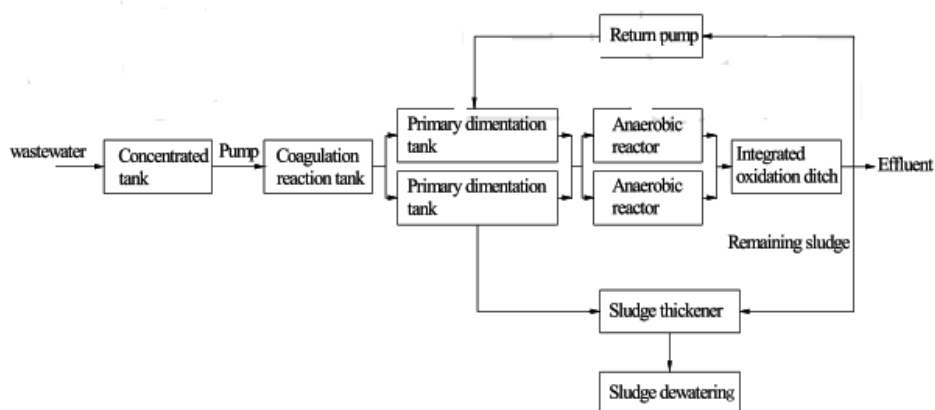 Return pump
wastewater
Concentrated
tank
Pump
Coagulation
reaction tank
Primary dimentation
tank
Primary dimentation
tank
Anaerobic
reactor
Anaerobic
reactor
Integrated
oxidation ditch
Effluent
Remaining sludge
Sludge thickener
Sludge dewatering